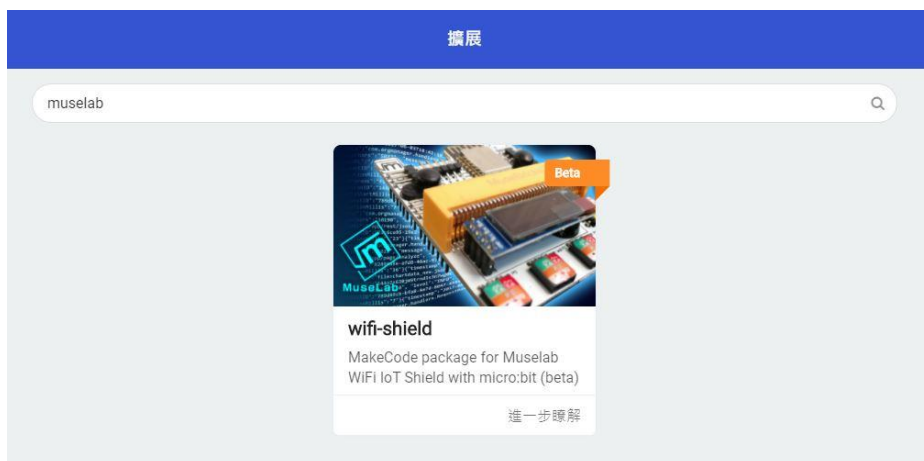 擴展
muselab
Beta
MuseLab
wifi-shield
MakeCode package for Muselab
WiFi IoT Shield with micro:bit (beta)
進一步瞭解